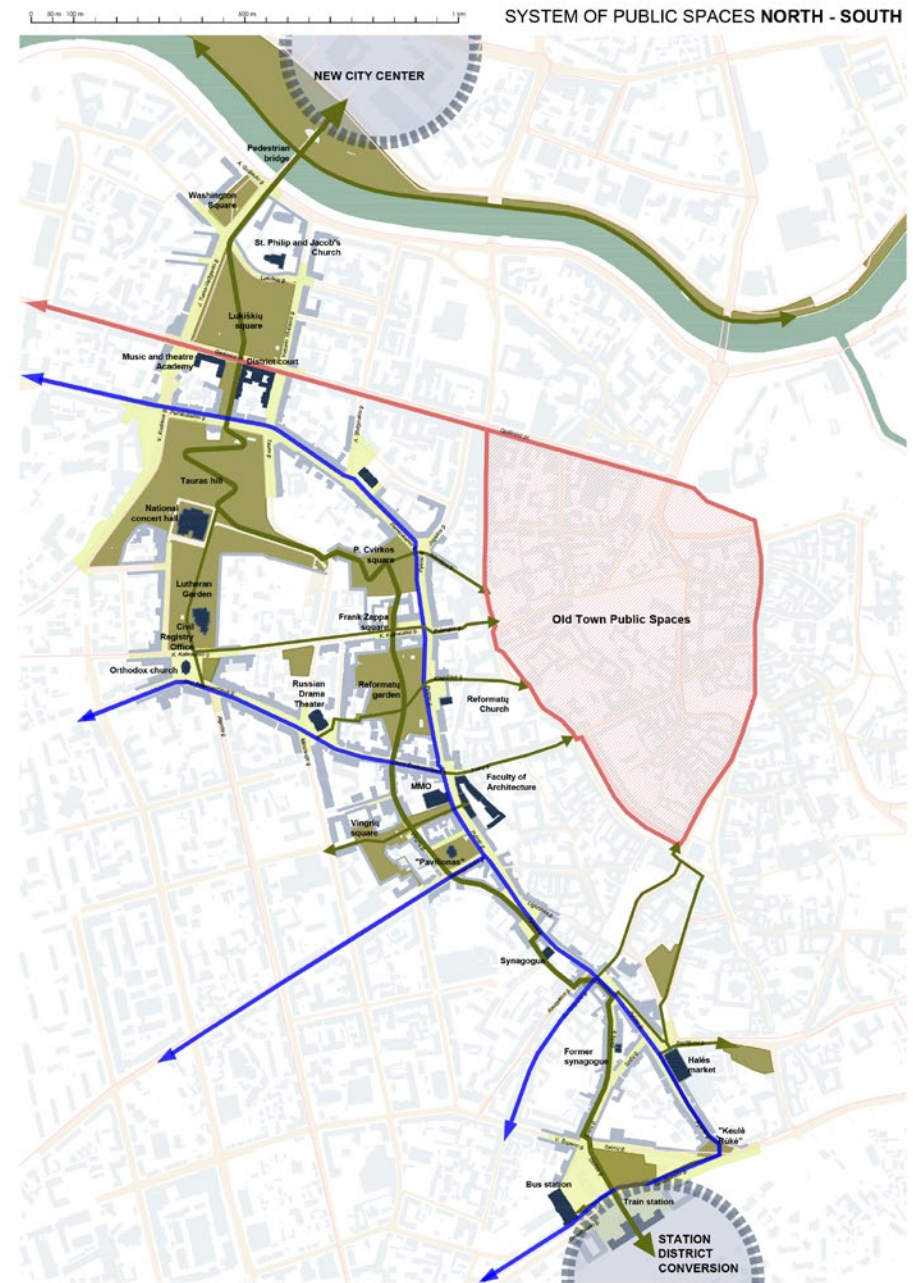 0 50 m 100 m 500 m 1 km
SYSTEM OF PUBLIC SPACES NORTH - SOUTH
NEW CITY CENTER
Pedestrian
bridge
Washington
Square
St. Philip and Jacob's
Church
Lukiškių
square
Music and theatre
Academy
District court
Gedimino pr.
Tauras hill
National
concert hall
P. Cvirkos
square
Lutheran
Garden
Frank Zappa
square
Old Town Public Spaces
Civil
Registry
Office
Orthodox church
Russian
Drama
Theater
Reformatų
garden
Reformatų
Church
MMO
Faculty of
Architecture
Vingrių
square
"Pavilionas"
Synagogue
Former
synagogue
Halės
market
"Keulė
Rūkė"
Bus station
Train station
STATION
DISTRICT
CONVERSION